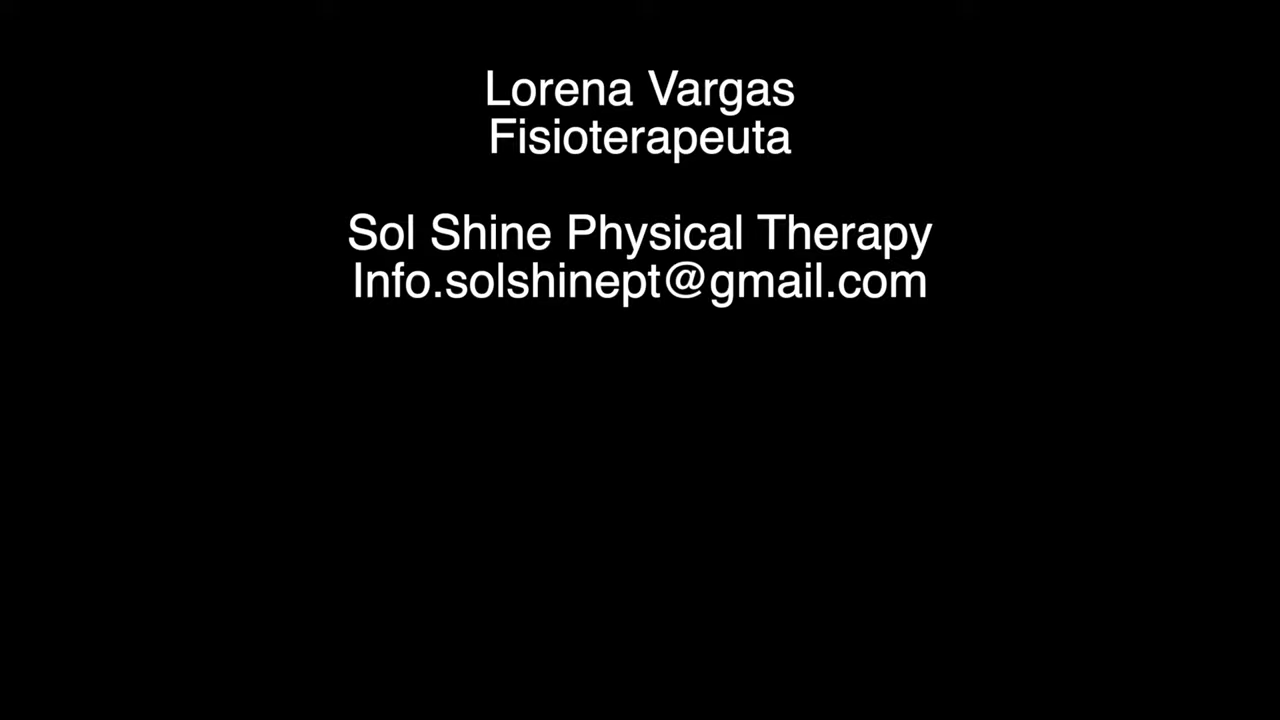 Lorena Vargas
Fisioterapeuta
Sol Shine Physical Therapy
Info.solshinept@gmail.com